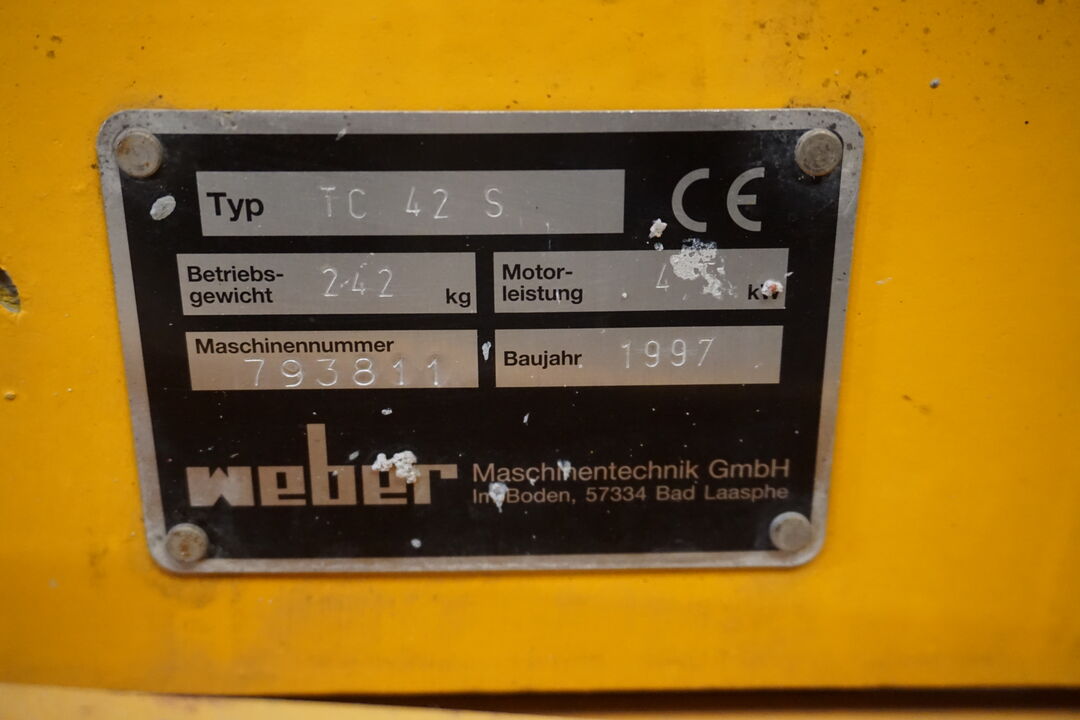 Typ TC 42 S CE
Betriebs-
gewicht 242 kg
Motor-
leistung kW
Maschinennummer
793811
Baujahr 1997
weber Maschinentechnik GmbH
Im Boden, 57334 Bad Laasphe